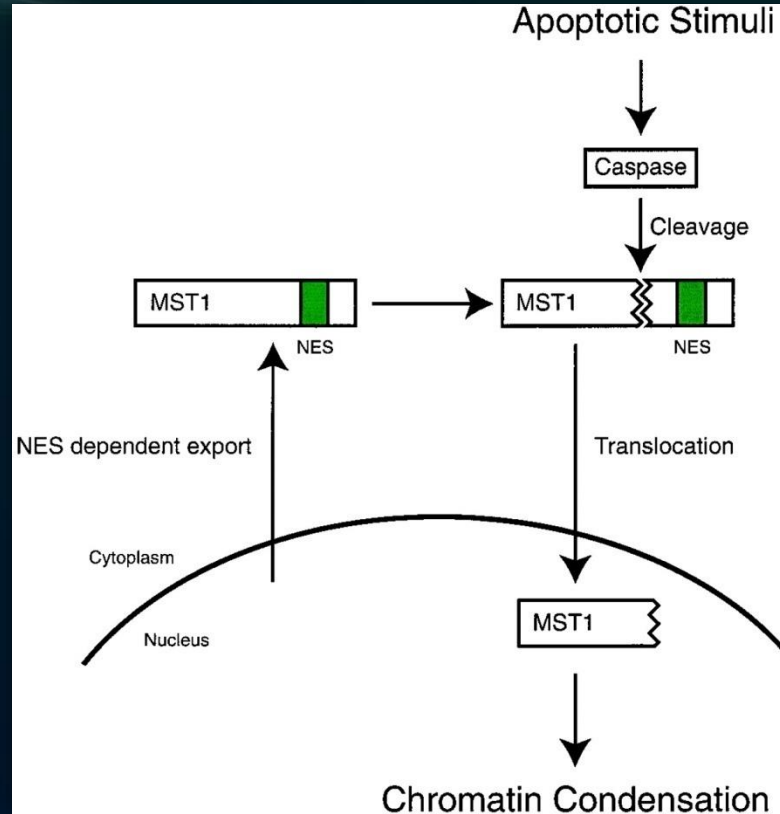 Apoptotic Stimuli
Caspase
Cleavage
MST1
NES
MST1
NES
NES dependent export
Translocation
Cytoplasm
Nucleus
MST1
Chromatin Condensation